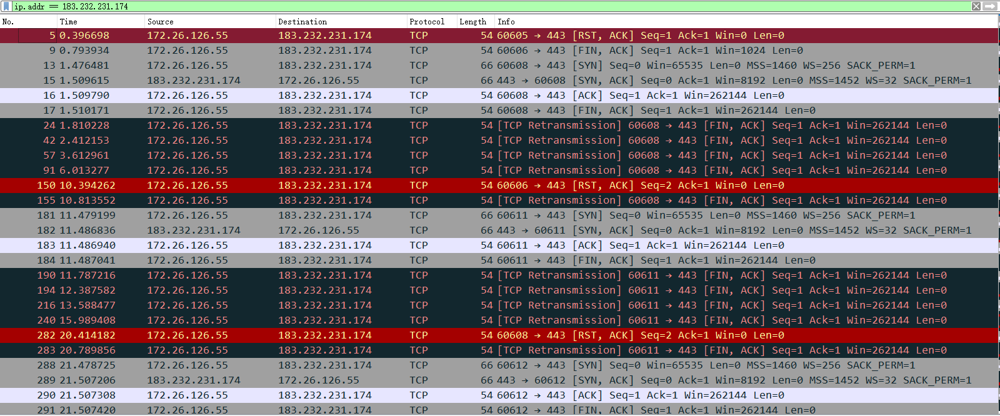 ip.addr == 183.232.231.174
No. Time Source Destination Protocol Length Info
5 0.396698 172.26.126.55 183.232.231.174 TCP 54 60605 → 443 [RST, ACK] Seq=1 Ack=1 Win=0 Len=0
9 0.793934 172.26.126.55 183.232.231.174 TCP 54 60606 → 443 [FIN, ACK] Seq=1 Ack=1 Win=1024 Len=0
13 1.476481 172.26.126.55 183.232.231.174 TCP 66 60608 → 443 [SYN] Seq=0 Win=65535 Len=0 MSS=1460 WS=256 SACK_PERM=1
15 1.509615 183.232.231.174 172.26.126.55 TCP 66 443 → 60608 [SYN, ACK] Seq=0 Ack=1 Win=8192 Len=0 MSS=1452 WS=32 SACK_PERM=1
16 1.509790 172.26.126.55 183.232.231.174 TCP 54 60608 → 443 [ACK] Seq=1 Ack=1 Win=262144 Len=0
17 1.510171 172.26.126.55 183.232.231.174 TCP 54 60608 → 443 [FIN, ACK] Seq=1 Ack=1 Win=262144 Len=0
24 1.810228 172.26.126.55 183.232.231.174 TCP 54 [TCP Retransmission] 60608 → 443 [FIN, ACK] Seq=1 Ack=1 Win=262144 Len=0
42 2.412153 172.26.126.55 183.232.231.174 TCP 54 [TCP Retransmission] 60608 → 443 [FIN, ACK] Seq=1 Ack=1 Win=262144 Len=0
57 3.612961 172.26.126.55 183.232.231.174 TCP 54 [TCP Retransmission] 60608 → 443 [FIN, ACK] Seq=1 Ack=1 Win=262144 Len=0
91 6.013277 172.26.126.55 183.232.231.174 TCP 54 [TCP Retransmission] 60608 → 443 [FIN, ACK] Seq=1 Ack=1 Win=262144 Len=0
150 10.394262 172.26.126.55 183.232.231.174 TCP 54 60606 → 443 [RST, ACK] Seq=2 Ack=1 Win=0 Len=0
155 10.813552 172.26.126.55 183.232.231.174 TCP 54 [TCP Retransmission] 60608 → 443 [FIN, ACK] Seq=1 Ack=1 Win=262144 Len=0
181 11.479199 172.26.126.55 183.232.231.174 TCP 66 60611 → 443 [SYN] Seq=0 Win=65535 Len=0 MSS=1460 WS=256 SACK_PERM=1
182 11.486836 183.232.231.174 172.26.126.55 TCP 66 443 → 60611 [SYN, ACK] Seq=0 Ack=1 Win=8192 Len=0 MSS=1452 WS=32 SACK_PERM=1
183 11.486940 172.26.126.55 183.232.231.174 TCP 54 60611 → 443 [ACK] Seq=1 Ack=1 Win=262144 Len=0
184 11.487041 172.26.126.55 183.232.231.174 TCP 54 60611 → 443 [FIN, ACK] Seq=1 Ack=1 Win=262144 Len=0
190 11.787216 172.26.126.55 183.232.231.174 TCP 54 [TCP Retransmission] 60611 → 443 [FIN, ACK] Seq=1 Ack=1 Win=262144 Len=0
194 12.387582 172.26.126.55 183.232.231.174 TCP 54 [TCP Retransmission] 60611 → 443 [FIN, ACK] Seq=1 Ack=1 Win=262144 Len=0
216 13.588477 172.26.126.55 183.232.231.174 TCP 54 [TCP Retransmission] 60611 → 443 [FIN, ACK] Seq=1 Ack=1 Win=262144 Len=0
240 15.989408 172.26.126.55 183.232.231.174 TCP 54 [TCP Retransmission] 60611 → 443 [FIN, ACK] Seq=1 Ack=1 Win=262144 Len=0
282 20.414182 172.26.126.55 183.232.231.174 TCP 54 60608 → 443 [RST, ACK] Seq=2 Ack=1 Win=0 Len=0
283 20.789856 172.26.126.55 183.232.231.174 TCP 54 [TCP Retransmission] 60611 → 443 [FIN, ACK] Seq=1 Ack=1 Win=262144 Len=0
288 21.478725 172.26.126.55 183.232.231.174 TCP 66 60612 → 443 [SYN] Seq=0 Win=65535 Len=0 MSS=1460 WS=256 SACK_PERM=1
289 21.507206 183.232.231.174 172.26.126.55 TCP 66 443 → 60612 [SYN, ACK] Seq=0 Ack=1 Win=8192 Len=0 MSS=1452 WS=32 SACK_PERM=1
290 21.507308 172.26.126.55 183.232.231.174 TCP 54 60612 → 443 [ACK] Seq=1 Ack=1 Win=262144 Len=0
291 21.507420 172.26.126.55 183.232.231.174 TCP 54 60612 → 443 [FIN, ACK] Seq=1 Ack=1 Win=262144 Len=0